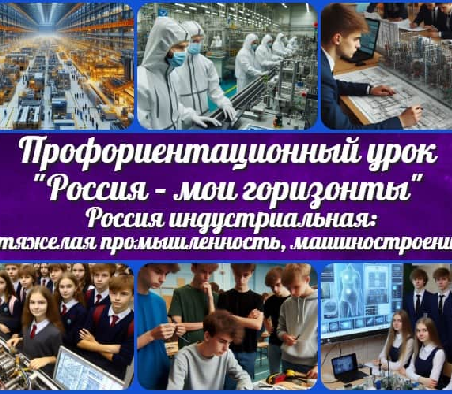 Профориентационный урок
"Россия – мои горизонты"
Россия индустриальная:
тяжелая промышленность, машиностроени